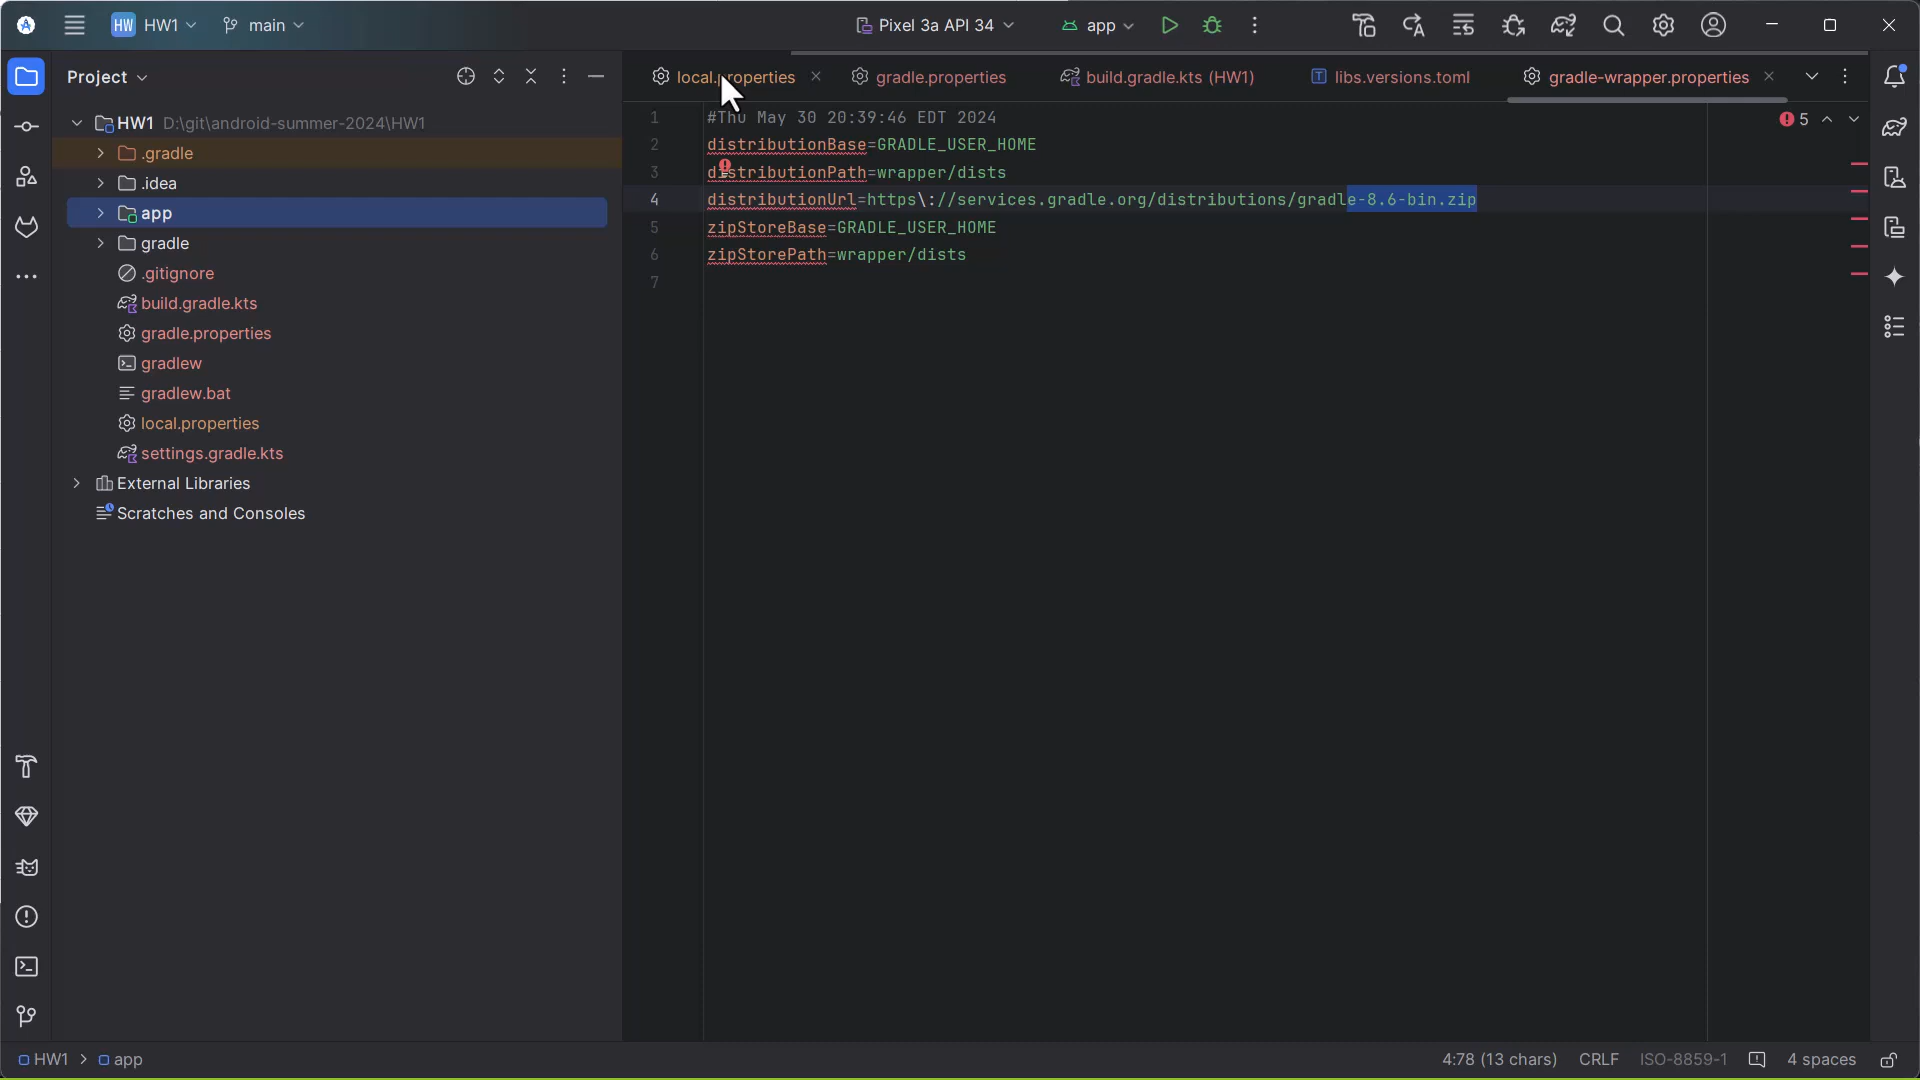 HW HW1 main Pixel 3a API 34 app
Project
local.properties gradle.properties build.gradle.kts (HW1) libs.versions.toml gradle-wrapper.properties
HW1 D:\git\android-summer-2024\HW1
.gradle
.idea
app
gradle
.gitignore
build.gradle.kts
gradle.properties
gradlew
gradlew.bat
local.properties
settings.gradle.kts
External Libraries
Scratches and Consoles
1 #Thu May 30 20:39:46 EDT 2024
5
2 distributionBase=GRADLE_USER_HOME
3 distributionPath=wrapper/dists
4 distributionUrl=https\://services.gradle.org/distributions/gradle-8.6-bin.zip
5 zipStoreBase=GRADLE_USER_HOME
6 zipStorePath=wrapper/dists
7
HW1 > app
4:78 (13 chars) CRLF ISO-8859-1 4 spaces